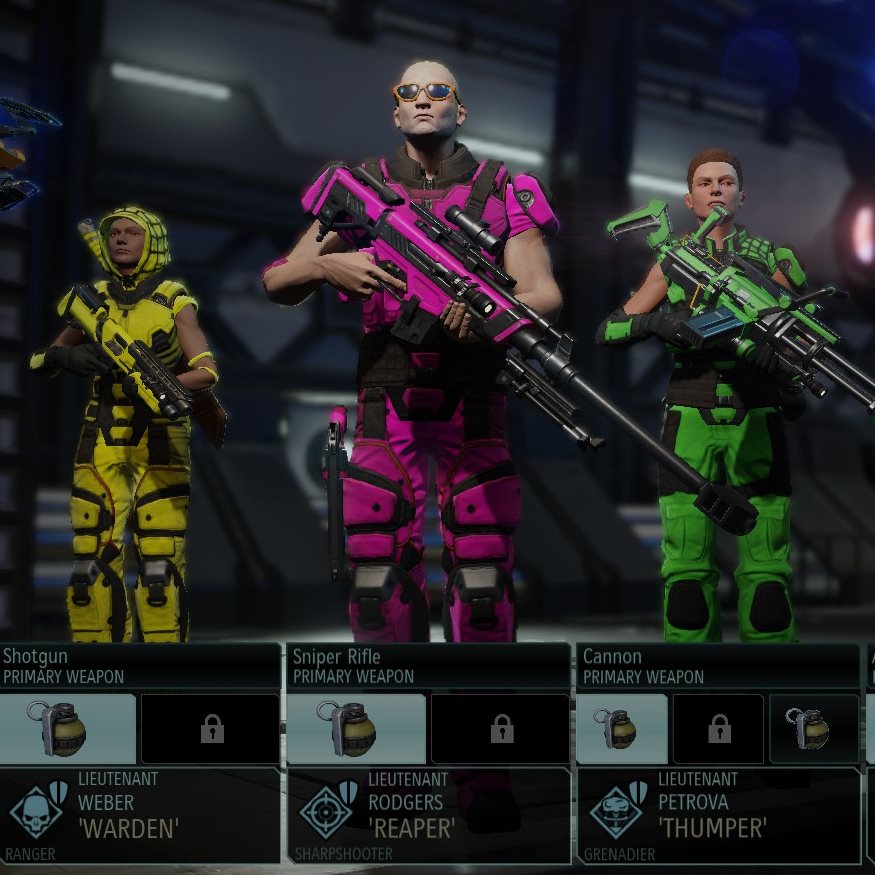 Shotgun
PRIMARY WEAPON
LIEUTENANT
WEBER
'WARDEN'
RANGER
Sniper Rifle
PRIMARY WEAPON
LIEUTENANT
RODGERS
'REAPER'
SHARPSHOOTER
Cannon
PRIMARY WEAPON
LIEUTENANT
PETROVA
'THUMPER'
GRENADIER